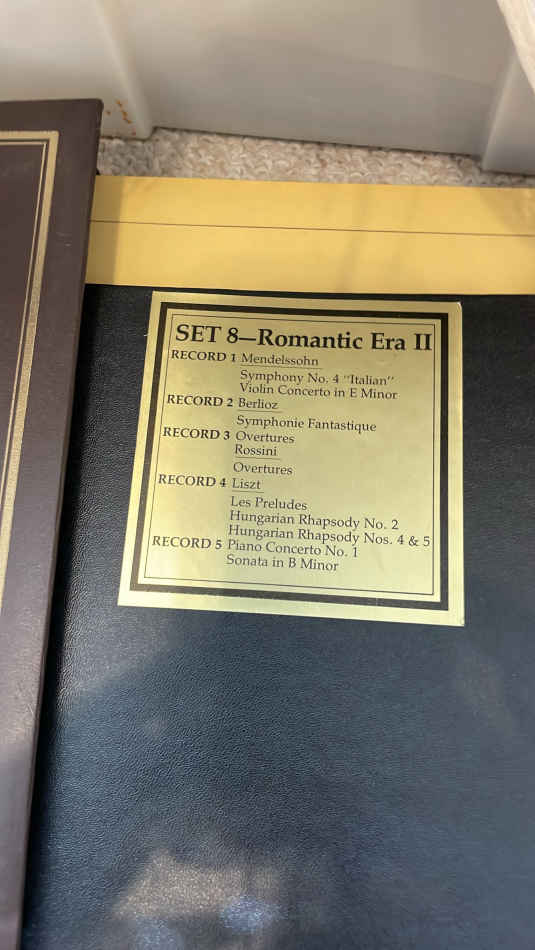 SET 8—Romantic Era II
RECORD 1 Mendelssohn
Symphony No. 4 "Italian"
Violin Concerto in E Minor
RECORD 2 Berlioz
Symphonie Fantastique
RECORD 3 Overtures
Rossini
Overtures
RECORD 4 Liszt
Les Preludes
Hungarian Rhapsody No. 2
Hungarian Rhapsody Nos. 4 & 5
RECORD 5 Piano Concerto No. 1
Sonata in B Minor